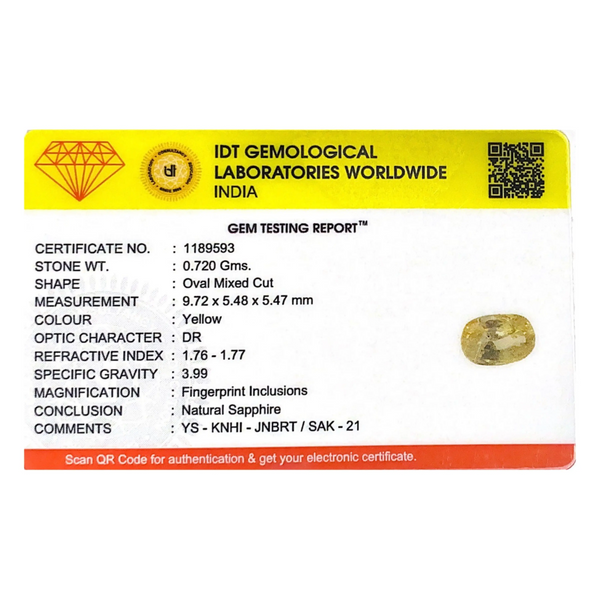 IDT GEMOLOGICAL
LABORATORIES WORLDWIDE
INDIA
GEM TESTING REPORT™
CERTIFICATE NO. : 1189593
STONE WT. : 0.720 Gms.
SHAPE : Oval Mixed Cut
MEASUREMENT : 9.72 x 5.48 x 5.47 mm
COLOUR : Yellow
OPTIC CHARACTER : DR
REFRACTIVE INDEX : 1.76 - 1.77
SPECIFIC GRAVITY : 3.99
MAGNIFICATION : Fingerprint Inclusions
CONCLUSION : Natural Sapphire
COMMENTS : YS - KNHI - JNBRT / SAK - 21
Scan QR Code for authentication & get your electronic certificate.